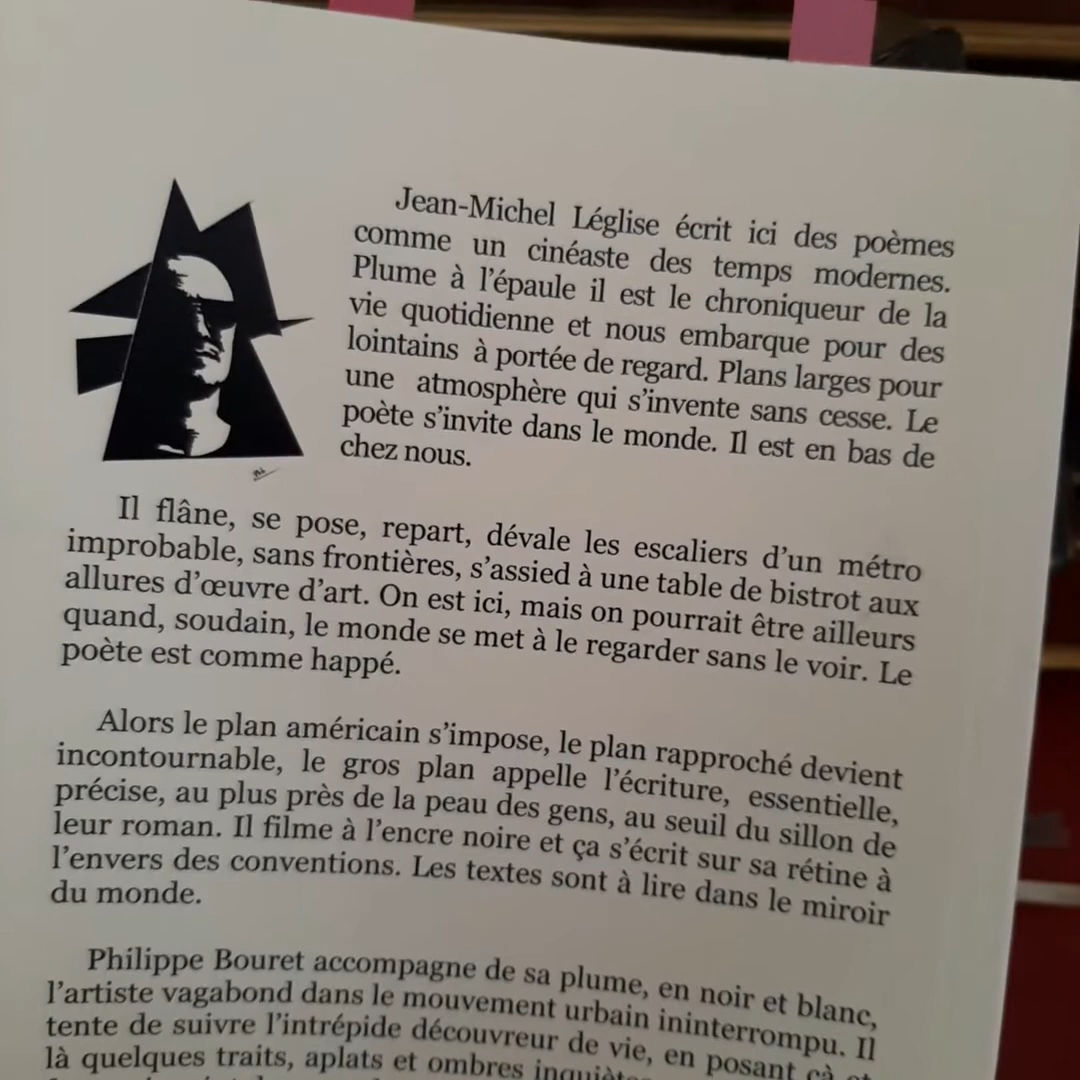 Jean-Michel Léglise écrit ici des poèmes
comme un cinéaste des temps modernes.
Plume à l'épaule il est le chroniqueur de la
vie quotidienne et nous embarque pour des
lointains à portée de regard. Plans larges pour
une atmosphère qui s'invente sans cesse. Le
poète s'invite dans le monde. Il est en bas de
chez nous.
Il flâne, se pose, repart, dévale les escaliers d'un métro
improbable, sans frontières, s'assied à une table de bistrot aux
allures d'œuvre d'art. On est ici, mais on pourrait être ailleurs
quand, soudain, le monde se met à le regarder sans le voir. Le
poète est comme happé.
Alors le plan américain s'impose, le plan rapproché devient
incontournable, le gros plan appelle l'écriture, essentielle,
précise, au plus près de la peau des gens, au seuil du sillon de
leur roman. Il filme à l'encre noire et ça s'écrit sur sa rétine à
l'envers des conventions. Les textes sont à lire dans le miroir
du monde.
Philippe Bouret accompagne de sa plume, en noir et blanc,
l'artiste vagabond dans le mouvement urbain ininterrompu. Il
tente de suivre l'intrépide découvreur de vie, en posant çà et
là quelques traits, aplats et ombres